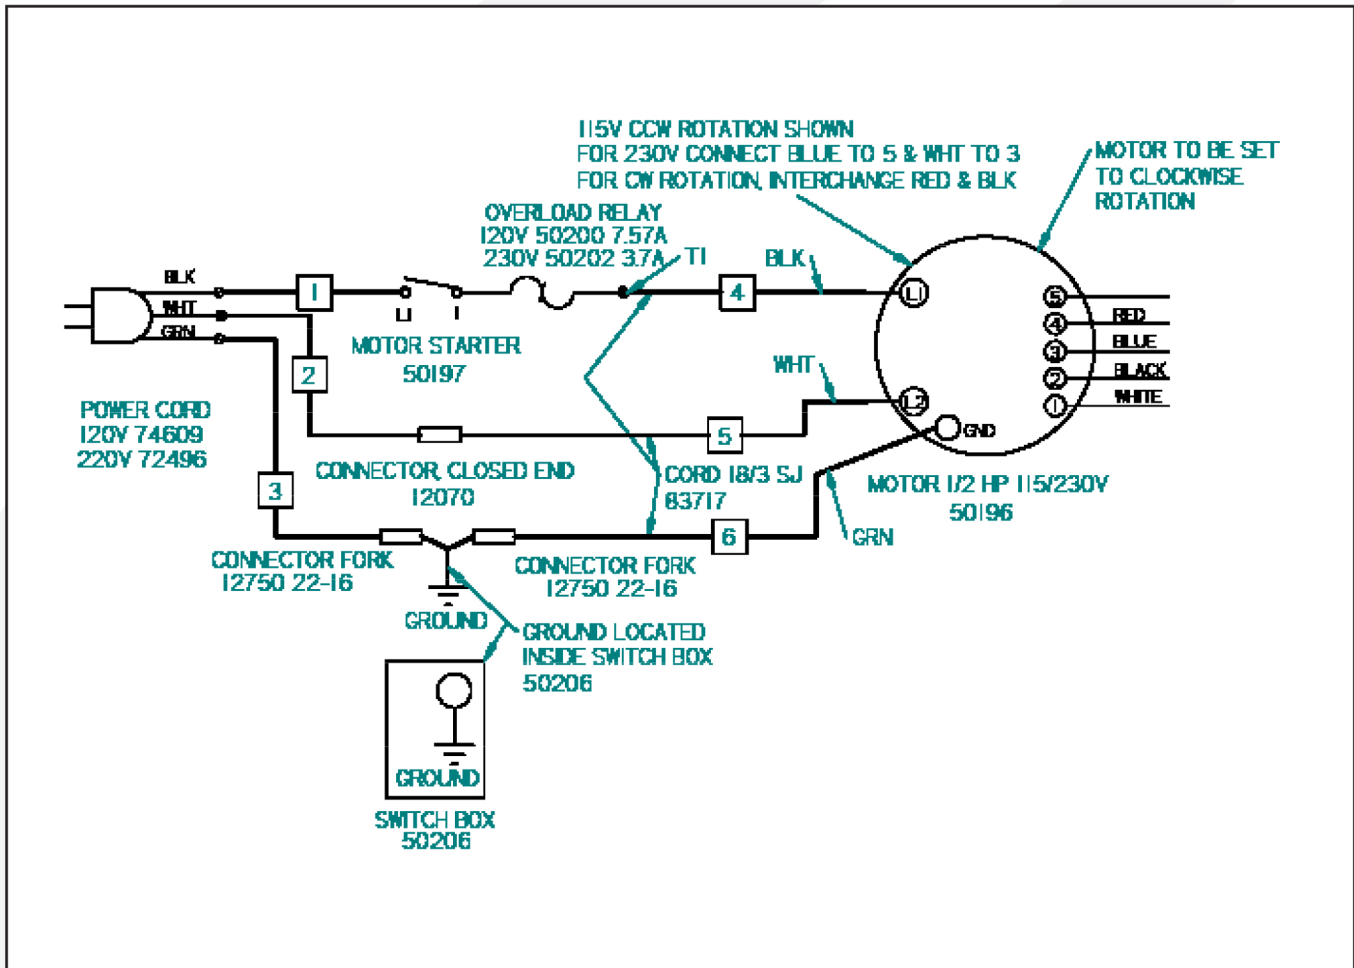 115V CCW ROTATION SHOWN
FOR 230V CONNECT BLUE TO 5 & WHT TO 3
FOR CW ROTATION, INTERCHANGE RED & BLK
MOTOR TO BE SET
TO CLOCKWISE
ROTATION
OVERLOAD RELAY
120V 50200 7.57A
230V 50202 3.7A
T1
BLK
BLK
WHT
GRN
1
L1
1
4
L1
MOTOR STARTER
50197
2
WHT
L2
GND
5
4
3
2
1
RED
BLUE
BLACK
WHITE
POWER CORD
120V 74609
220V 72496
CONNECTOR, CLOSED END
12070
5
CORD 18/3 SJ
83717
MOTOR 1/2 HP 115/230V
50196
3
6
GRN
CONNECTOR FORK
12750 22-16
CONNECTOR FORK
12750 22-16
GROUND
GROUND LOCATED
INSIDE SWITCH BOX
50206
GROUND
SWITCH BOX
50206